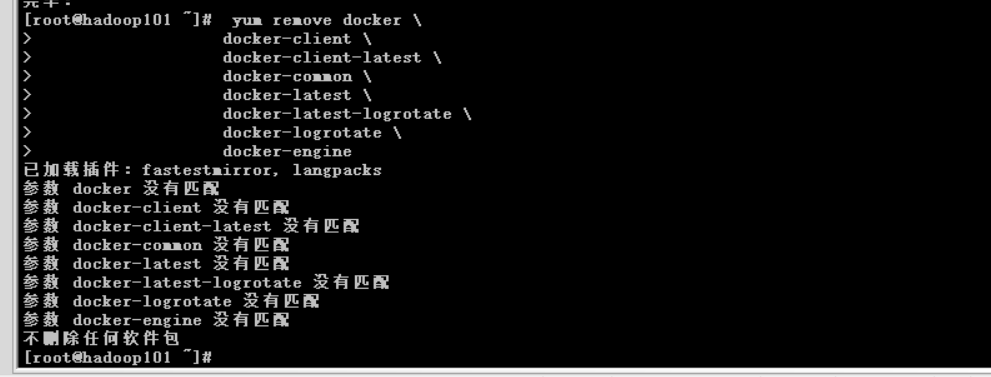 完毕!
[root@hadoop101 ~]#  yum remove docker \
>                  docker-client \
>                  docker-client-latest \
>                  docker-common \
>                  docker-latest \
>                  docker-latest-logrotate \
>                  docker-logrotate \
>                  docker-engine
已加载插件：fastestmirror, langpacks
参数 docker 没有匹配
参数 docker-client 没有匹配
参数 docker-client-latest 没有匹配
参数 docker-common 没有匹配
参数 docker-latest 没有匹配
参数 docker-latest-logrotate 没有匹配
参数 docker-logrotate 没有匹配
参数 docker-engine 没有匹配
不删除任何软件包
[root@hadoop101 ~]#